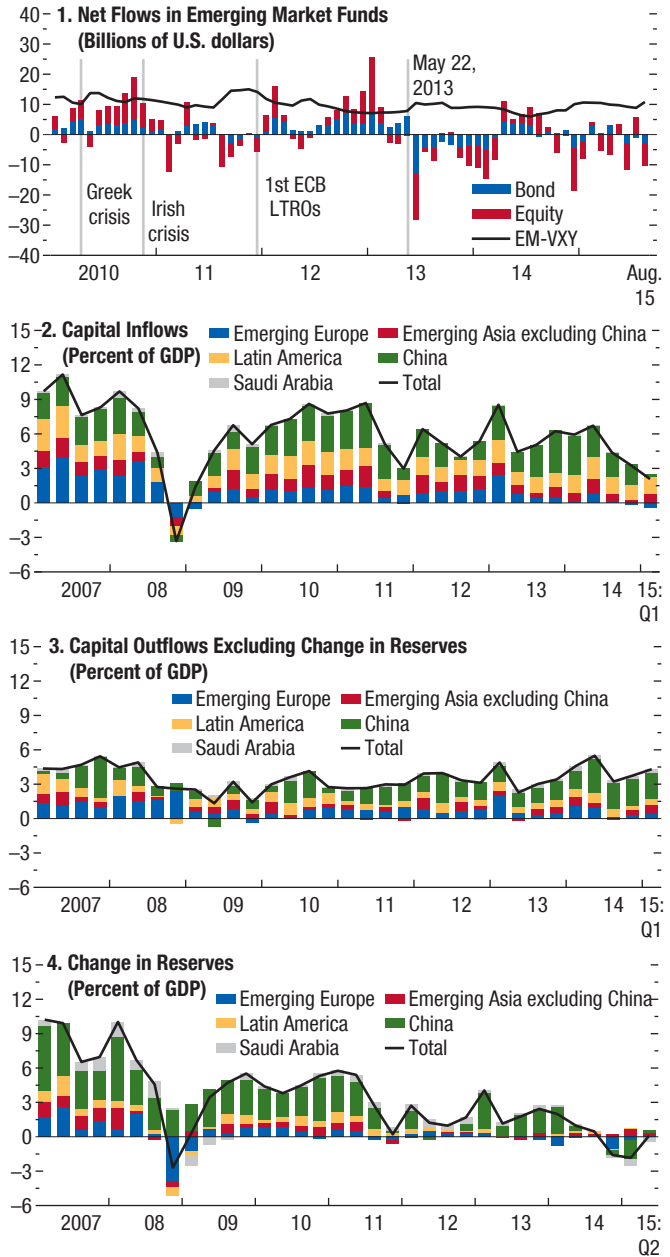 1. Net Flows in Emerging Market Funds
(Billions of U.S. dollars)
40
30
20
10
0
−10
−20
−30
−40
May 22,
2013
Greek
crisis
Irish
crisis
1st ECB
LTROs
Bond
Equity
EM-VXY
2010 11 12 13 14 Aug.
15
2. Capital Inflows
(Percent of GDP)
Emerging Europe Emerging Asia excluding China
Latin America China
Saudi Arabia Total
15
12
9
6
3
0
−3
−6
2007 08 09 10 11 12 13 14 15:
Q1
3. Capital Outflows Excluding Change in Reserves
(Percent of GDP)
Emerging Europe Emerging Asia excluding China
Latin America China
Saudi Arabia Total
15
12
9
6
3
0
−3
−6
2007 08 09 10 11 12 13 14 15:
Q1
4. Change in Reserves
(Percent of GDP)
Emerging Europe Emerging Asia excluding China
Latin America China
Saudi Arabia Total
15
12
9
6
3
0
−3
−6
2007 08 09 10 11 12 13 14 15:
Q2